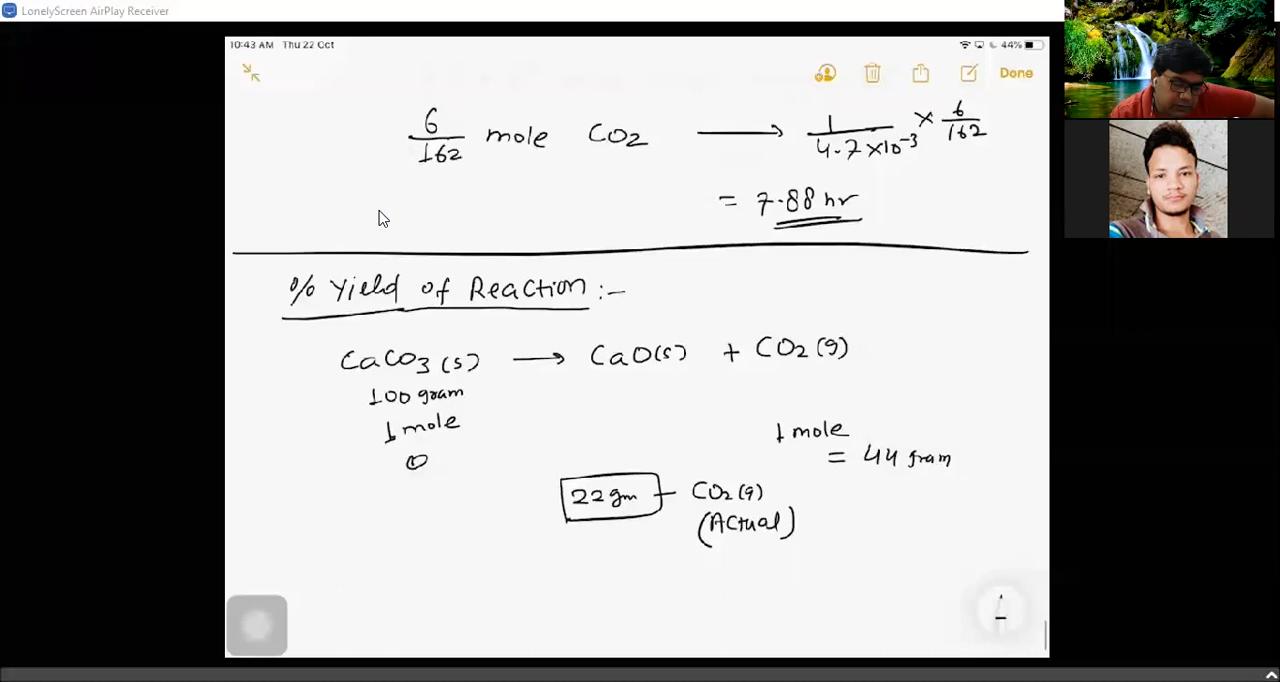 LonelyScreen AirPlay Receiver
10:43 AM Thu 22 Oct
44%
Done
6/162 mole CO2 ⟶ 1/4.7×10⁻³ × 6/162
= 7.88 hr
% Yield of Reaction :-
CaCO3(s) ⟶ CaO(s) + CO2(g)
100 gram
1 mole
1 mole
0
= 44 gram
22 gm - CO2(g)
(Actual)